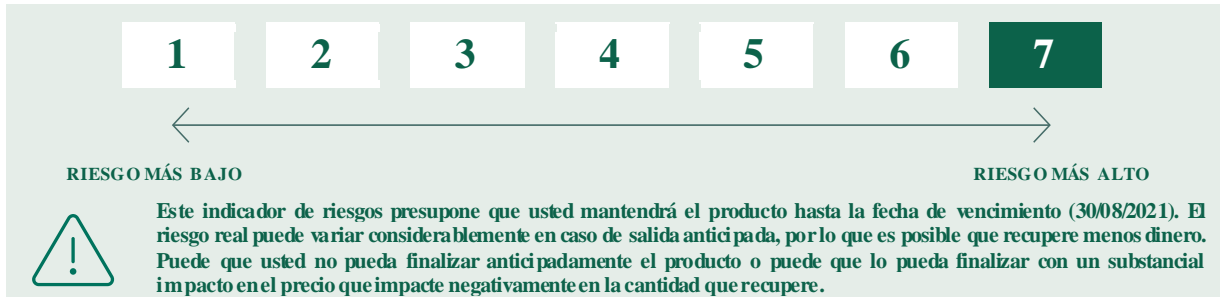 1 2 3 4 5 6 7
RIESGO MÁS BAJO RIESGO MÁS ALTO
Este indicador de riesgos presupone que usted mantendrá el producto hasta la fecha de vencimiento (30/08/2021). El
riesgo real puede variar considerablemente en caso de salida anticipada, por lo que es posible que recupere menos dinero.
Puede que usted no pueda finalizar anticipadamente el producto o puede que lo pueda finalizar con un substancial
impacto en el precio que impacte negativamente en la cantidad que recupere.